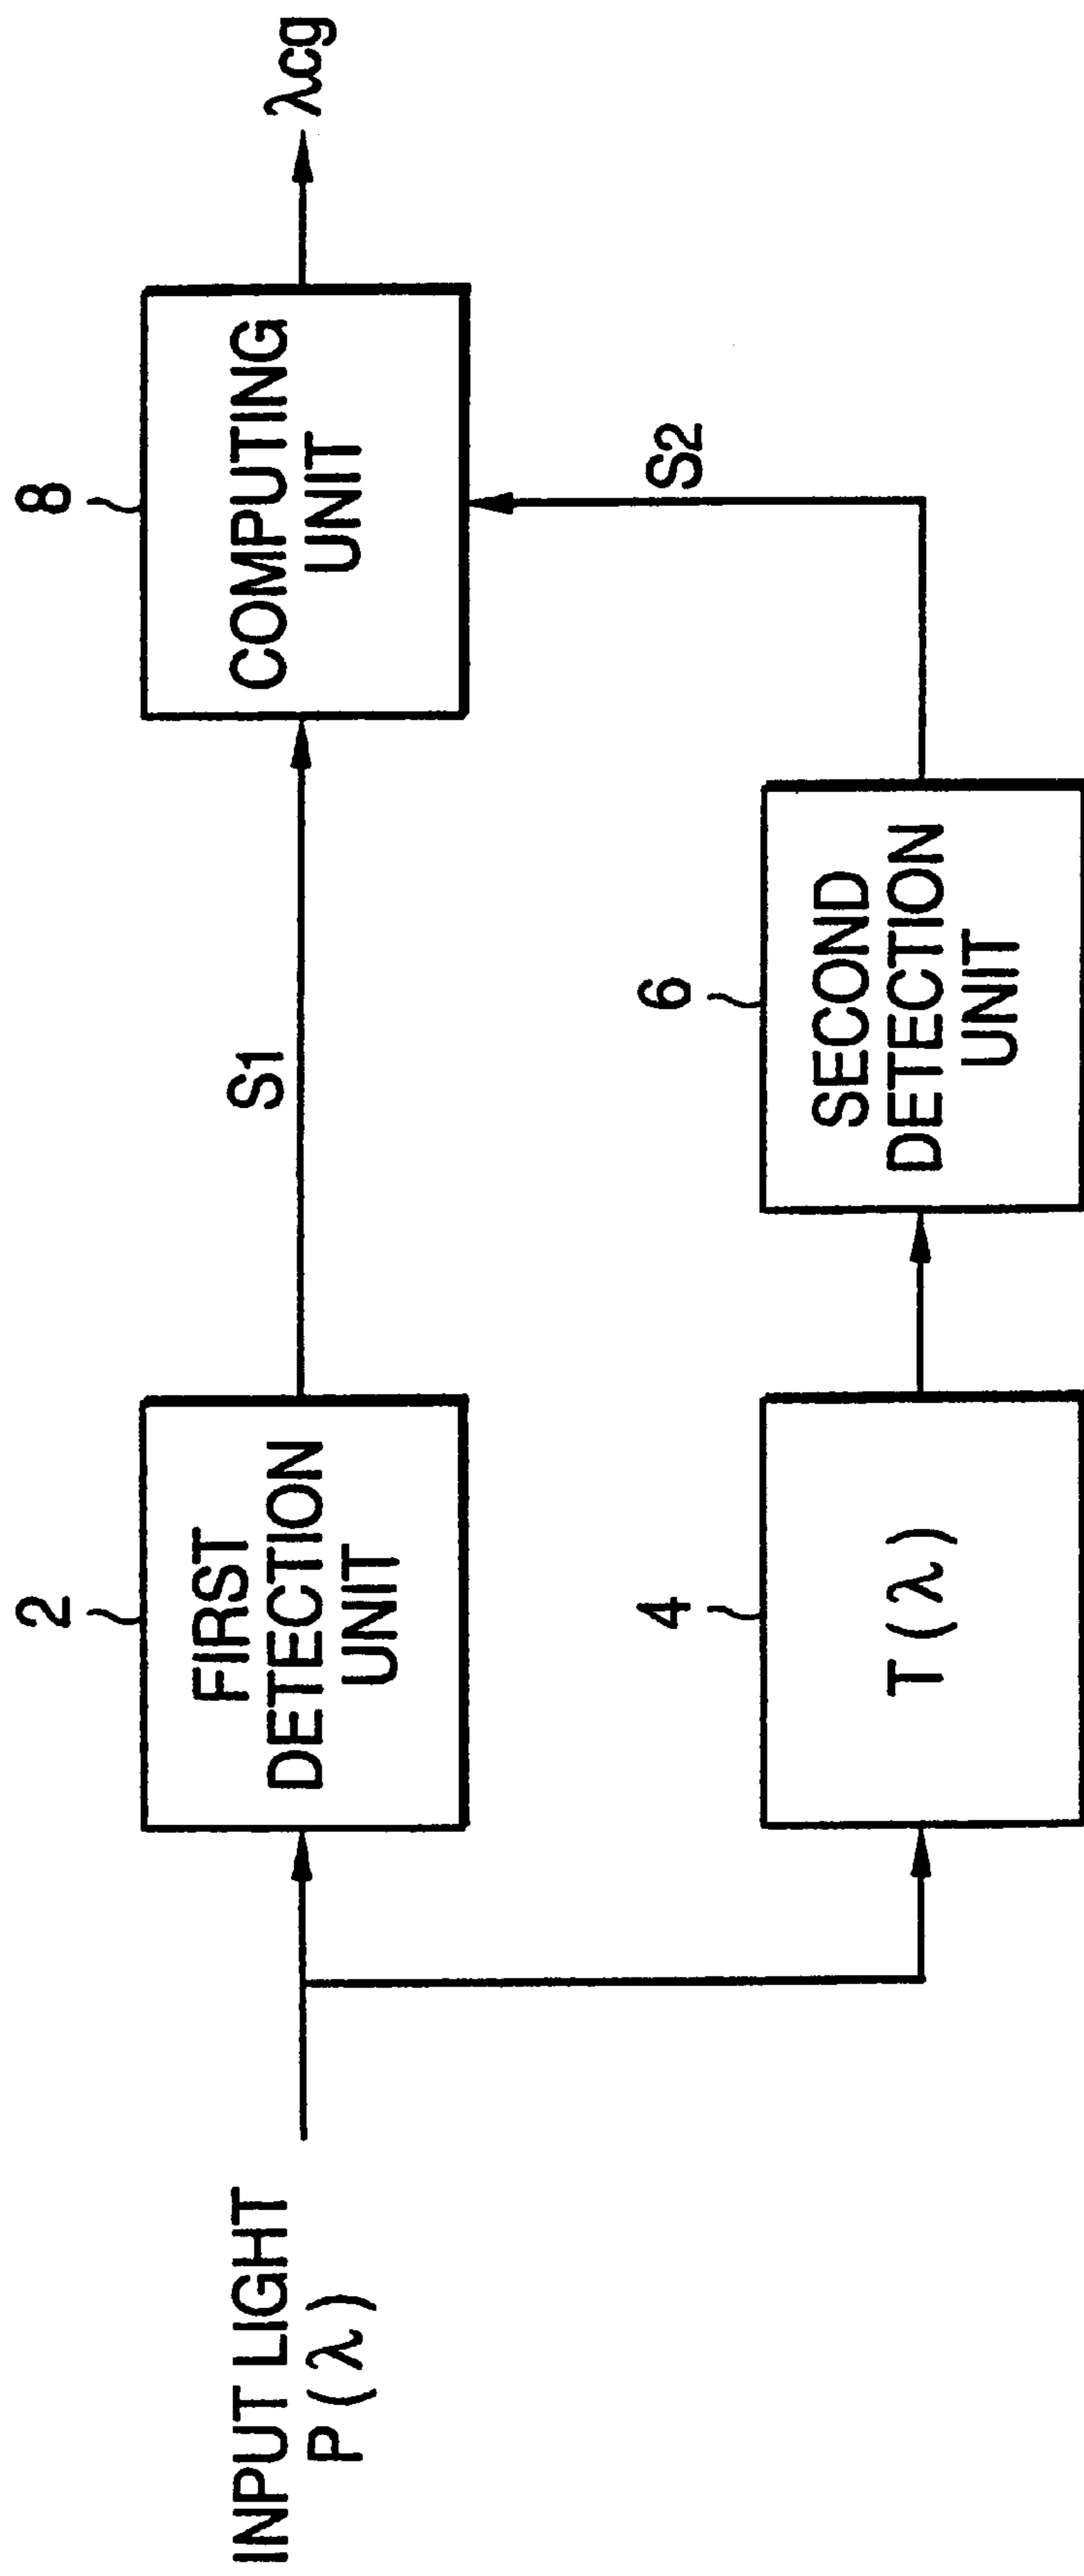 INPUT LIGHT
P ( λ )
2
FIRST
DETECTION
UNIT
S1
8
COMPUTING
UNIT
λcg
4
T ( λ )
6
SECOND
DETECTION
UNIT
S2